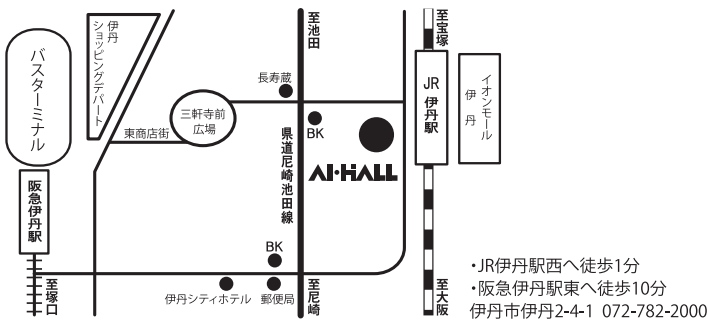 バスターミナル
伊丹
ショッピングデパート
阪急伊丹駅
至塚口
東商店街
三軒寺前
広場
長寿蔵
至池田
県道尼崎池田線
至尼崎
BK
AI・HALL
BK
伊丹シティホテル
郵便局
至宝塚
JR
伊丹駅
イオンモール
伊丹
至大阪
・JR伊丹駅西へ徒歩1分
・阪急伊丹駅東へ徒歩10分
伊丹市伊丹2-4-1 072-782-2000